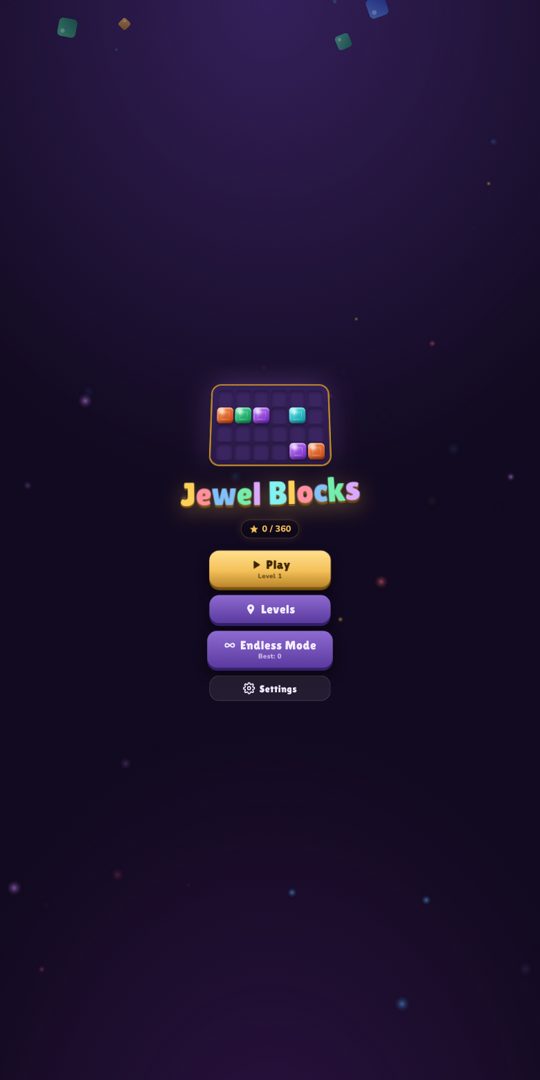 Jewel Blocks
0 / 360
Play
Level 1
Levels
Endless Mode
Best: 0
Settings